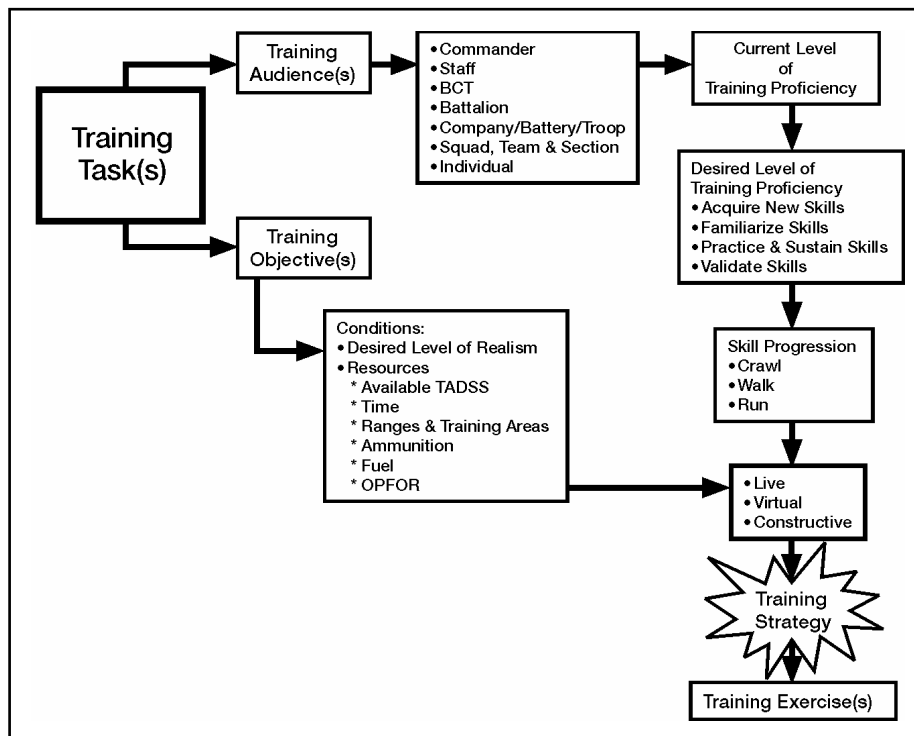 Training
Task(s)
Training
Audience(s)
• Commander
• Staff
• BCT
• Battalion
• Company/Battery/Troop
• Squad, Team & Section
• Individual
Current Level
of
Training Proficiency
Desired Level of
Training Proficiency
• Acquire New Skills
• Familiarize Skills
• Practice & Sustain Skills
• Validate Skills
Skill Progression
• Crawl
• Walk
• Run
Training
Objective(s)
Conditions:
• Desired Level of Realism
• Resources
* Available TADSS
* Time
* Ranges & Training Areas
* Ammunition
* Fuel
* OPFOR
• Live
• Virtual
• Constructive
Training
Strategy
Training Exercise(s)